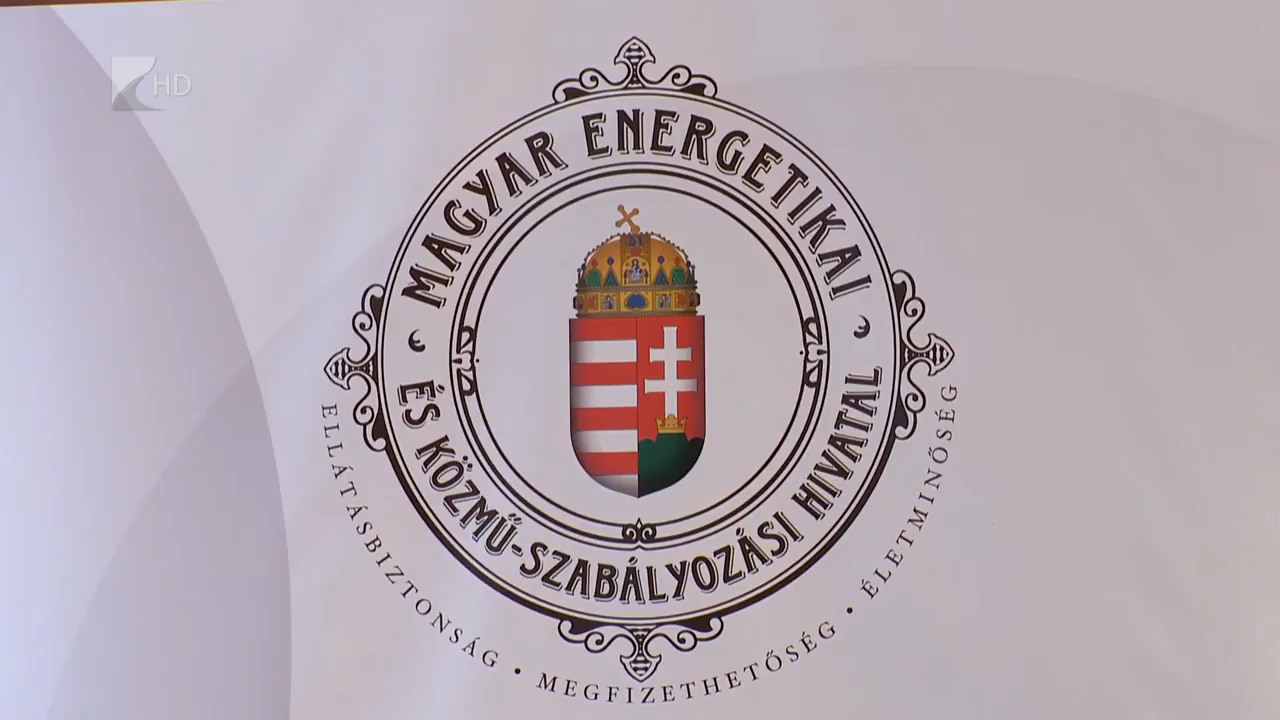 HD
MAGYAR ENERGETIKAI
ÉS KÖZMŰ-SZABÁLYOZÁSI HIVATAL
ELLÁTÁSBIZTONSÁG • MEGFIZETHETŐSÉG • ÉLETMINŐSÉG